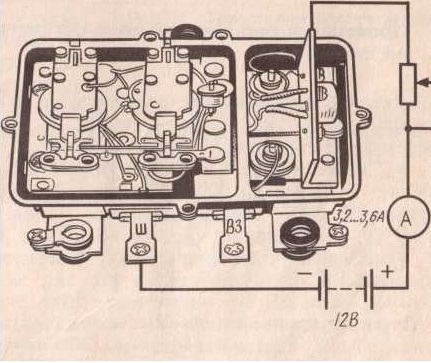 В
Ш
ВЗ
3,2...3,6А
А
− +
12В